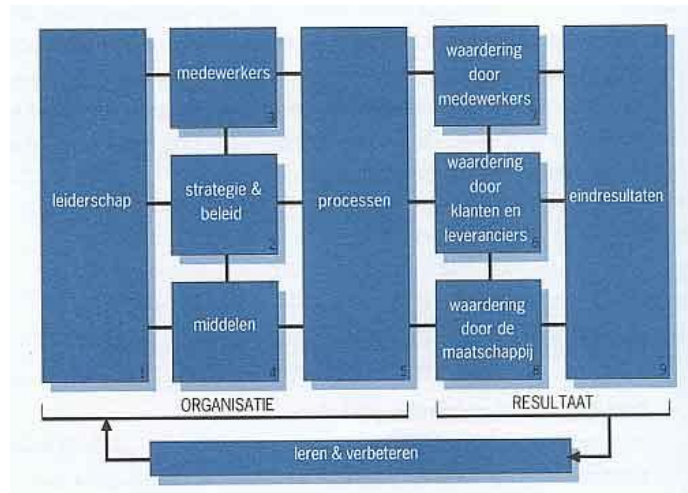 leiderschap
1
medewerkers
3
strategie &
beleid
2
middelen
4
processen
5
waardering
door
medewerkers
7
waardering
door
klanten en
leveranciers
6
waardering
door de
maatschappij
8
eindresultaten
9
ORGANISATIE
RESULTAAT
leren & verbeteren